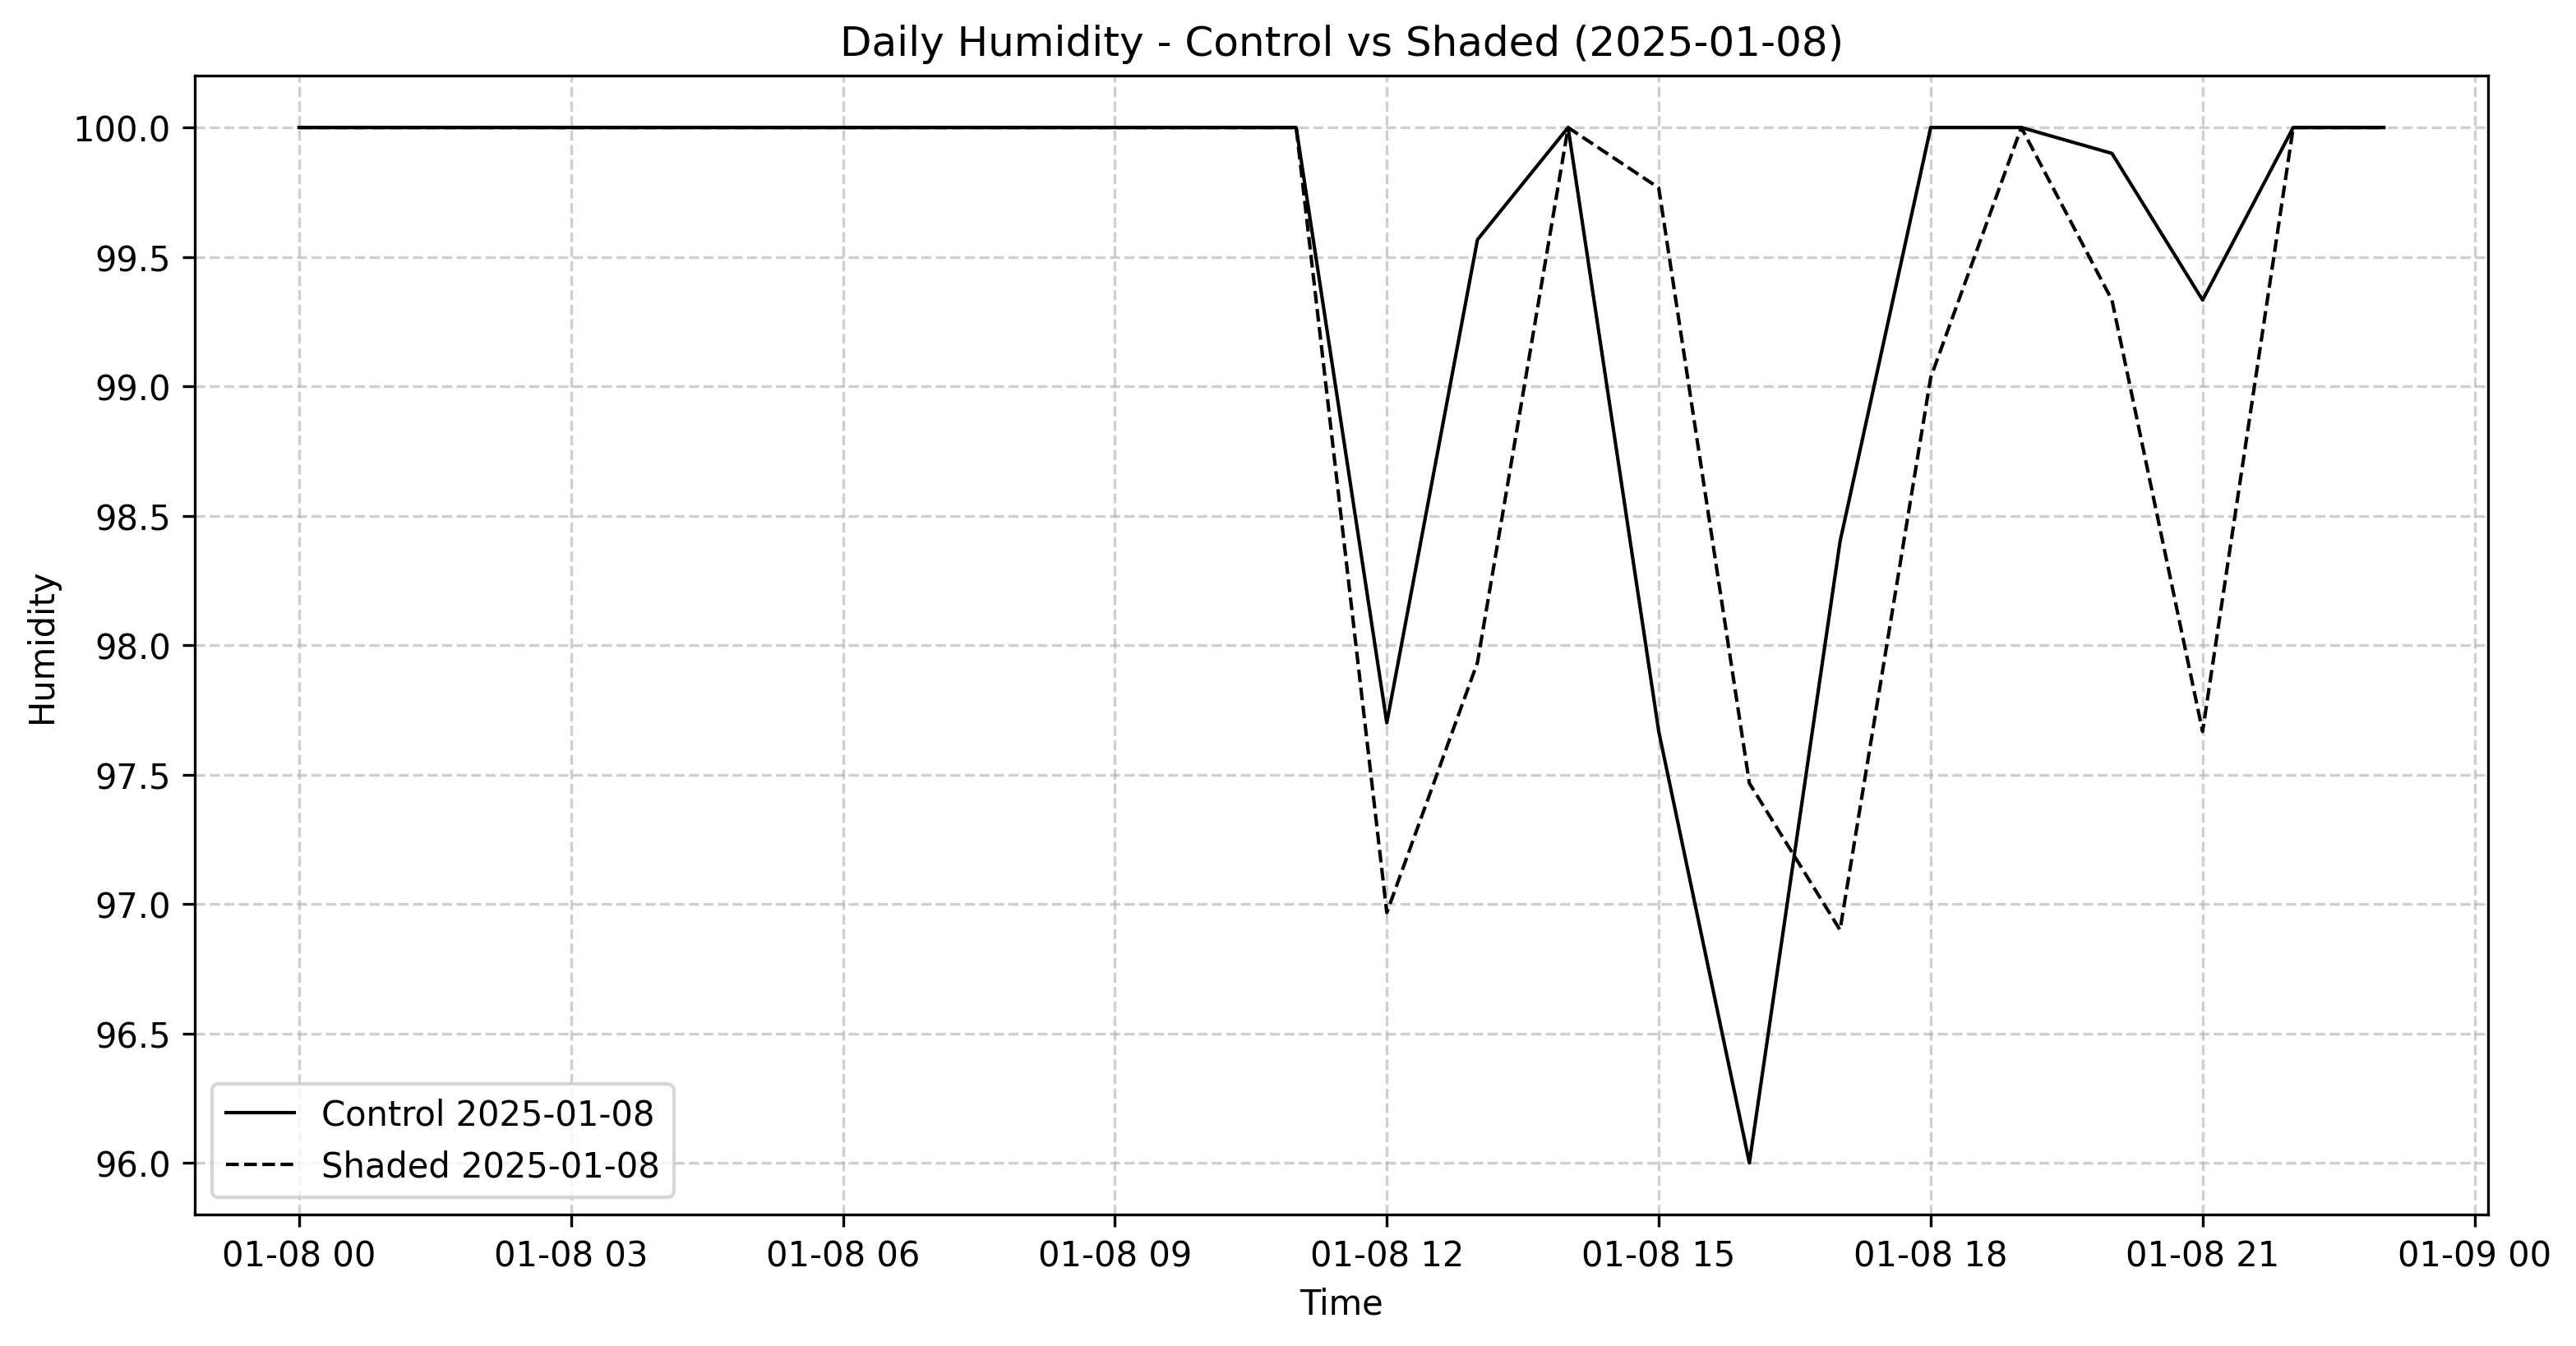 Daily Humidity - Control vs Shaded (2025-01-08)
100.0
99.5
99.0
98.5
98.0
97.5
97.0
96.5
96.0
Humidity
Control 2025-01-08
Shaded 2025-01-08
01-08 00 01-08 03 01-08 06 01-08 09 01-08 12 01-08 15 01-08 18 01-08 21 01-09 00
Time